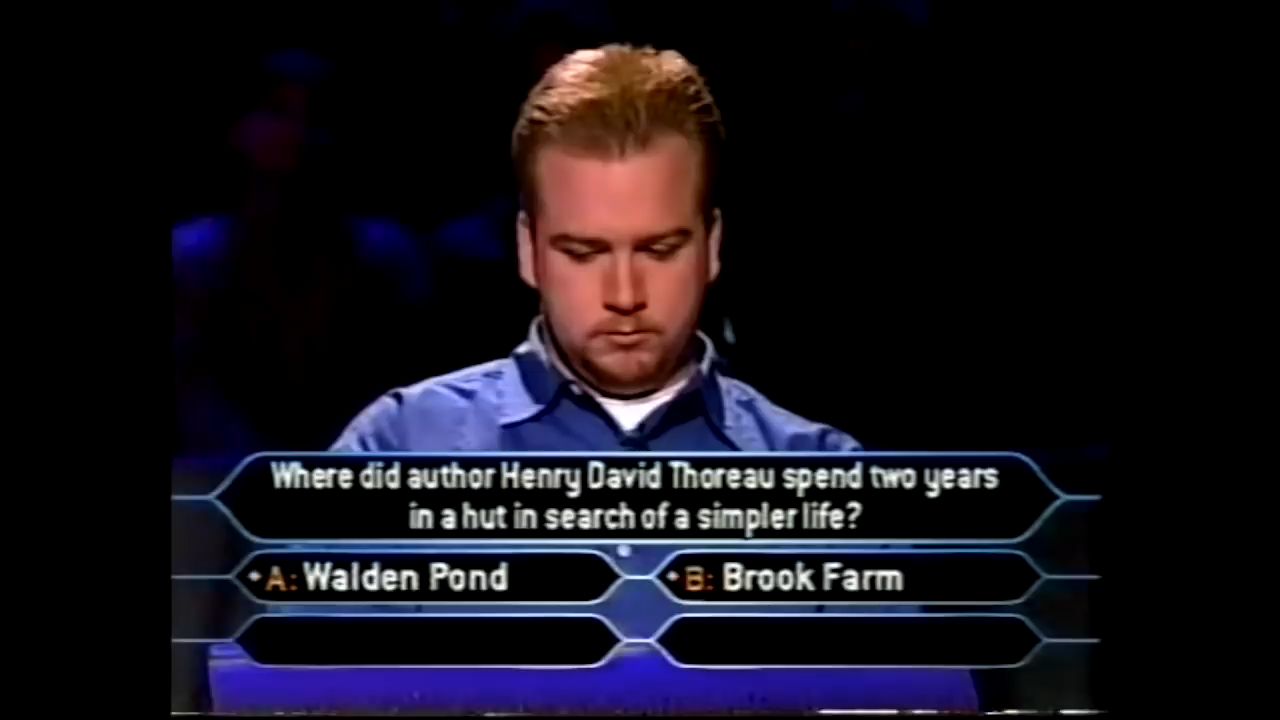 Where did author Henry David Thoreau spend two years
in a hut in search of a simpler life?
A: Walden Pond
B: Brook Farm